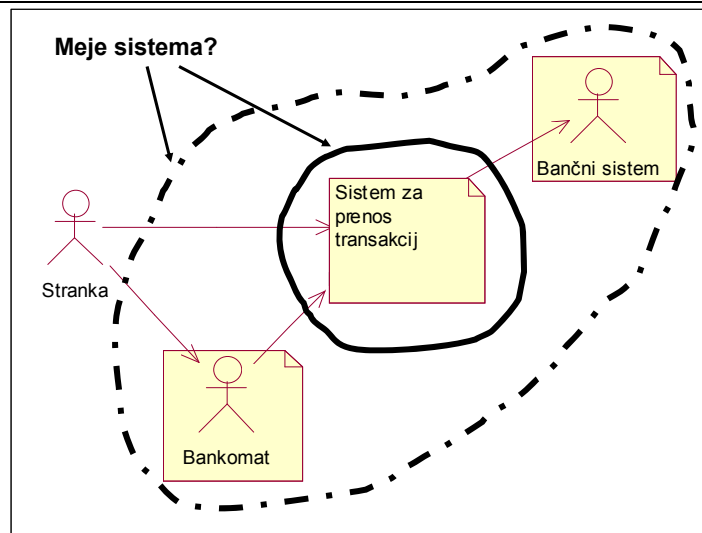 Meje sistema?
Bančni sistem
Sistem za
prenos
transakcij
Stranka
Bankomat